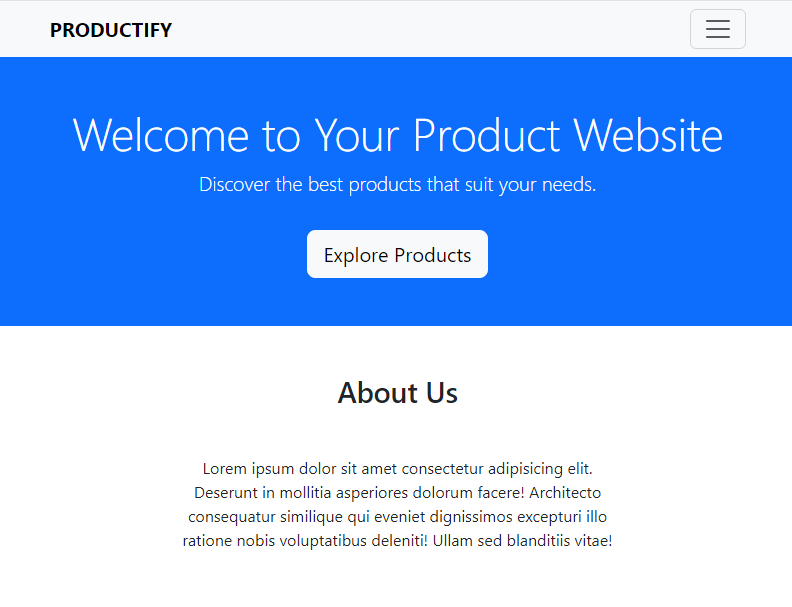 PRODUCTIFY
Welcome to Your Product Website
Discover the best products that suit your needs.
Explore Products
About Us
Lorem ipsum dolor sit amet consectetur adipisicing elit.
Deserunt in mollitia asperiores dolorum facere! Architecto
consequatur similique qui eveniet dignissimos excepturi illo
ratione nobis voluptatibus deleniti! Ullam sed blanditiis vitae!